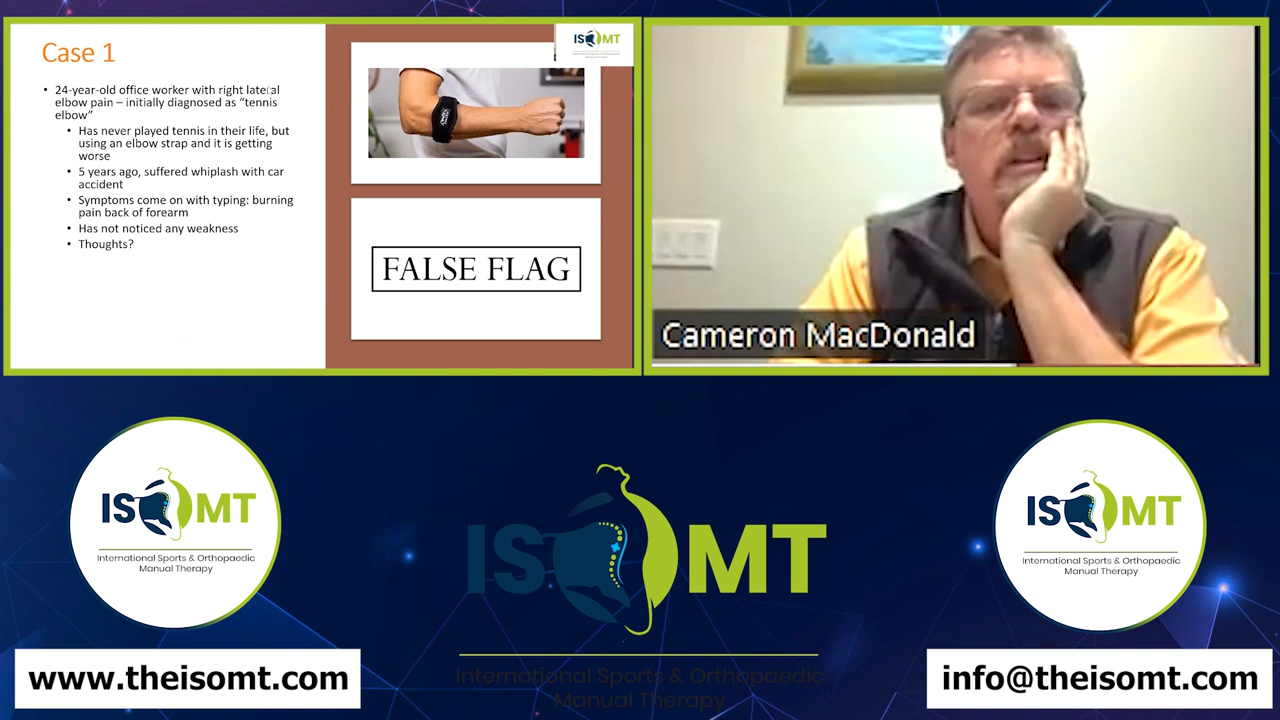 Case 1
ISOMT
International Sports & Orthopaedic
Manual Therapy
• 24-year-old office worker with right lateral
elbow pain – initially diagnosed as “tennis
elbow”
• Has never played tennis in their life, but
using an elbow strap and it is getting
worse
• 5 years ago, suffered whiplash with car
accident
• Symptoms come on with typing: burning
pain back of forearm
• Has not noticed any weakness
• Thoughts?
FALSE FLAG
Cameron MacDonald
ISOMT
International Sports & Orthopaedic
Manual Therapy
ISOMT
International Sports & Orthopaedic
Manual Therapy
ISOMT
International Sports & Orthopaedic
Manual Therapy
www.theisomt.com
info@theisomt.com